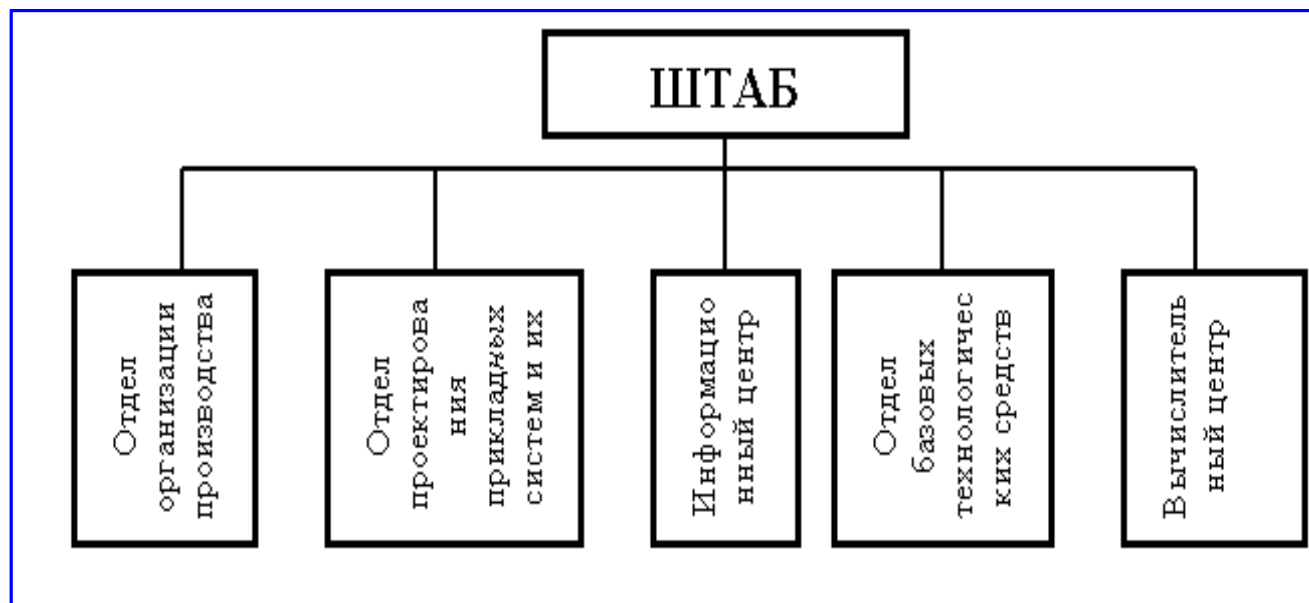 ШТАБ
Отдел
организации
производства
Отдел
проектирова
ния
прикладных
систем и их
Информацио
нный центр
Отдел
базовых
технологичес
ких средств
Вычислитель
ный центр